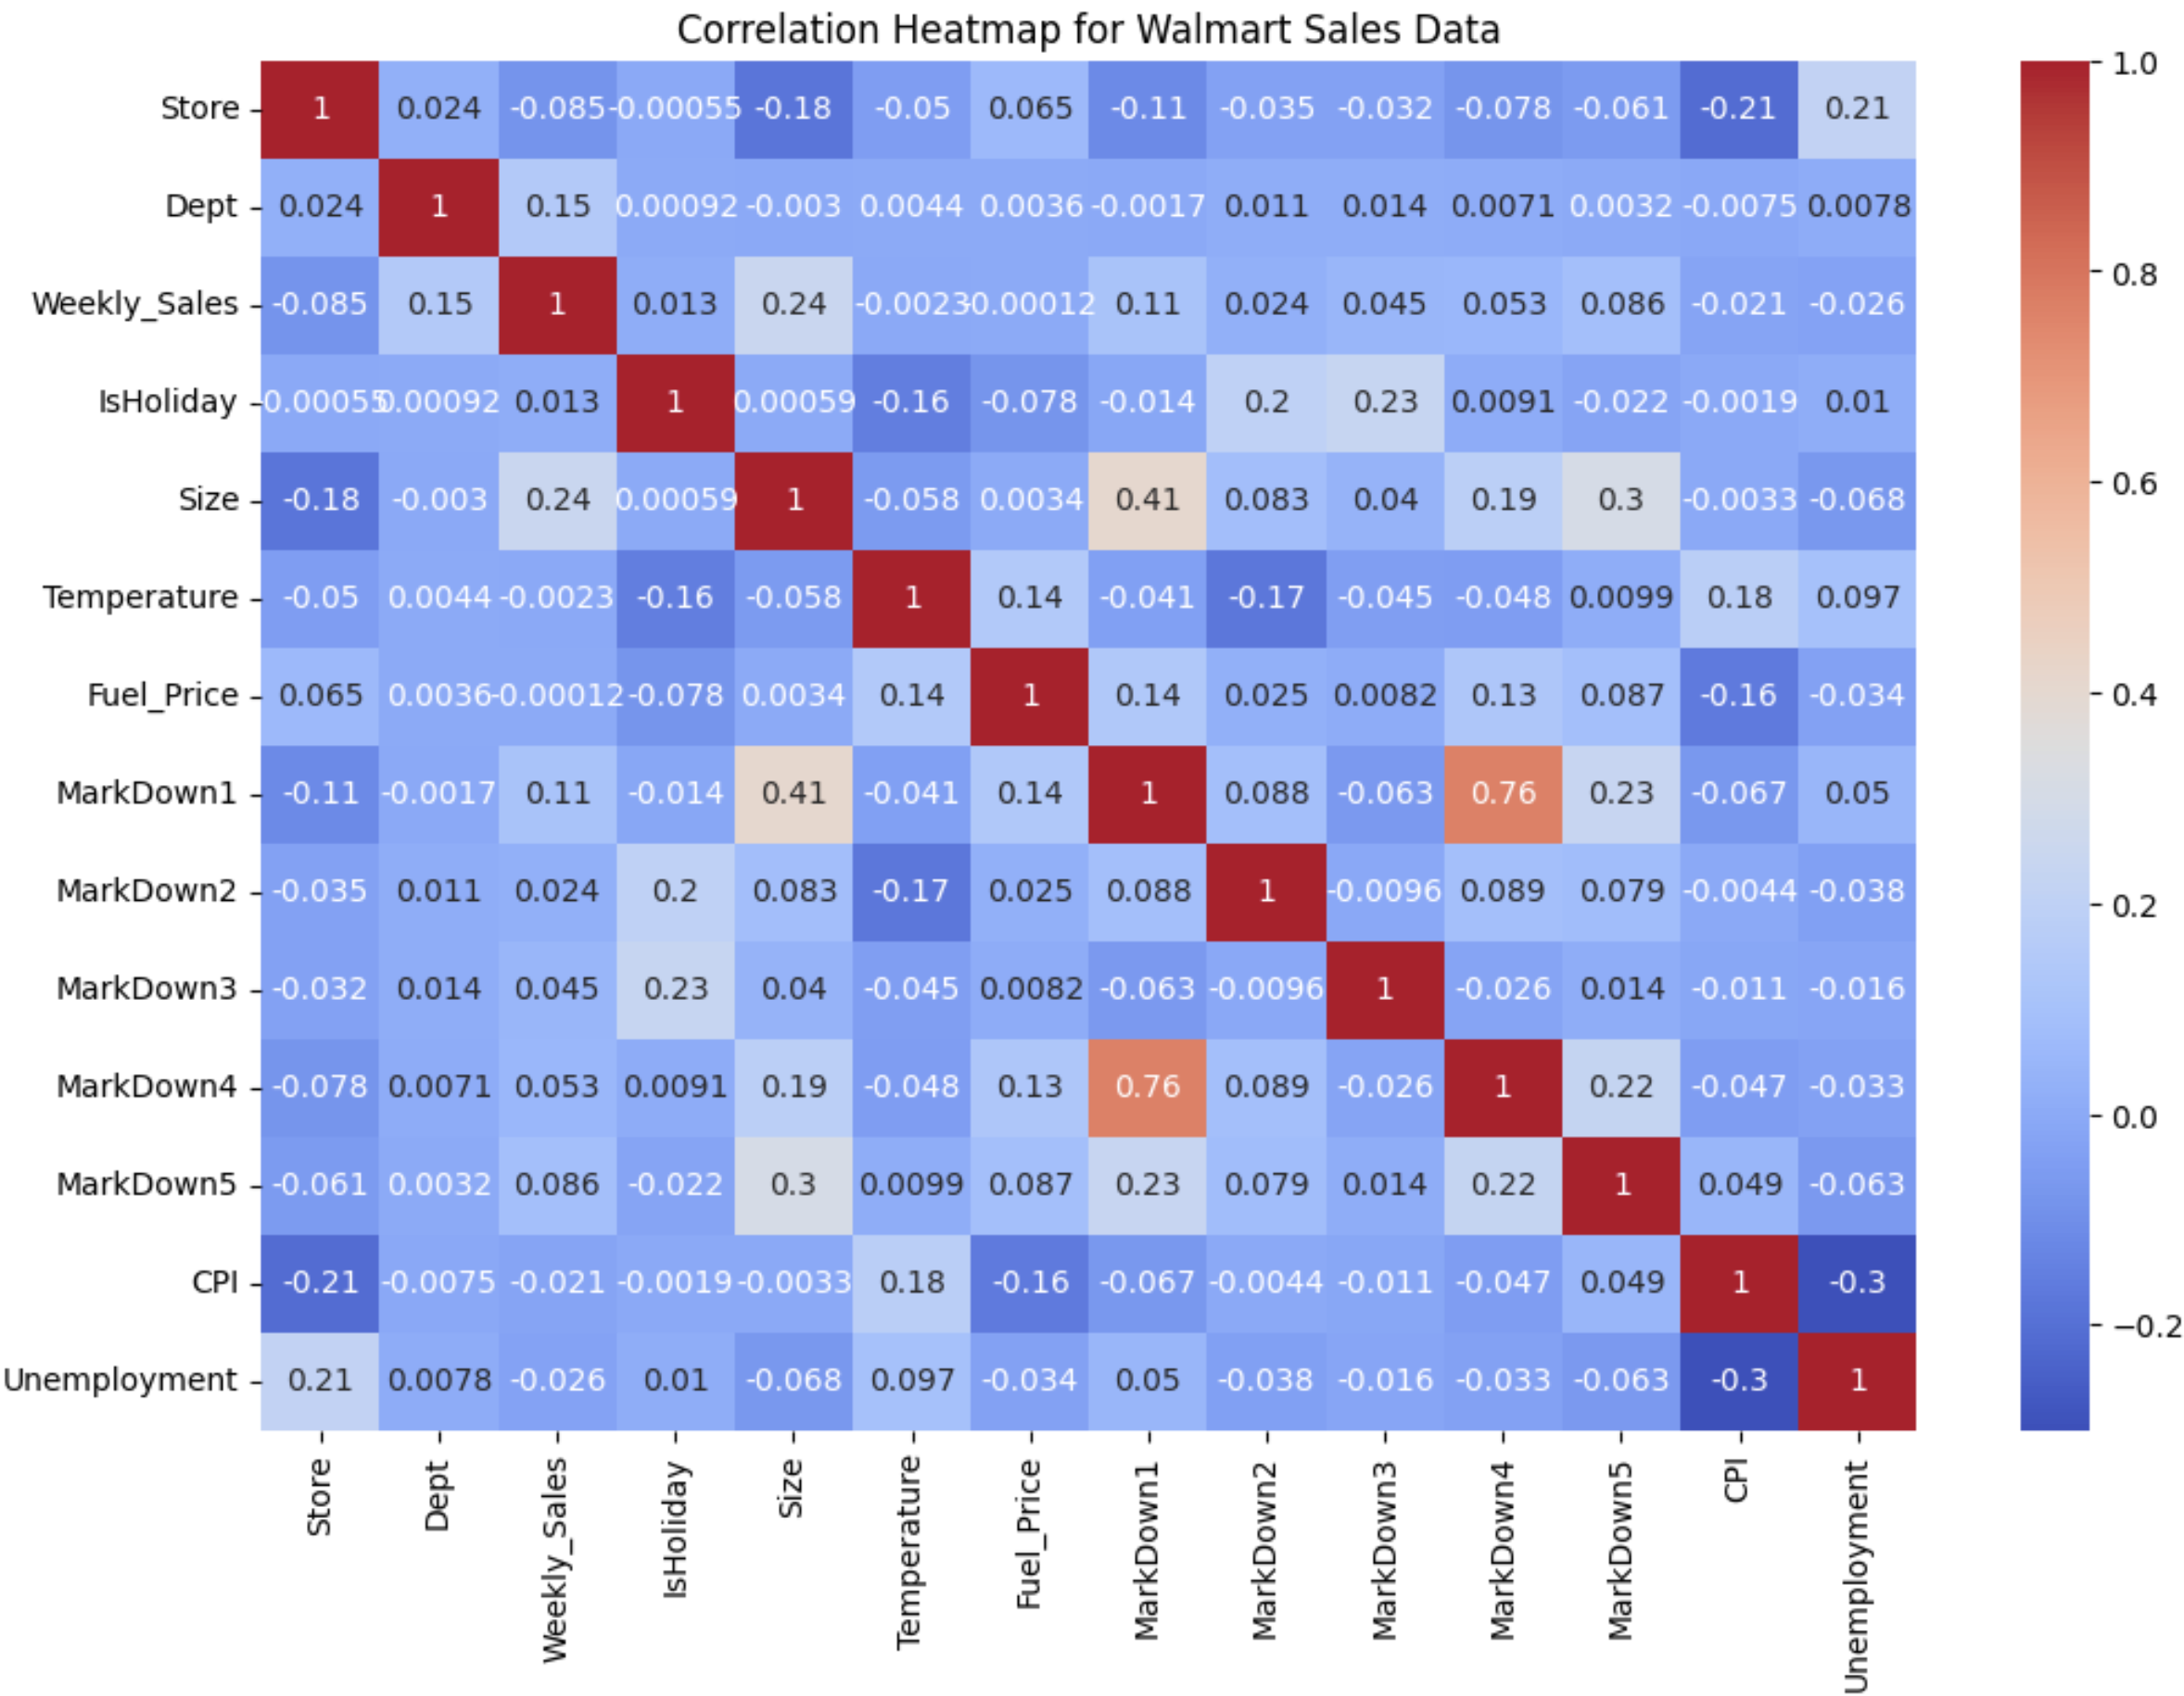 Correlation Heatmap for Walmart Sales Data
Store 1 0.024 -0.085 -0.00055 -0.18 -0.05 0.065 -0.11 -0.035 -0.032 -0.078 -0.061 -0.21 0.21
Dept 0.024 1 0.15 0.00092 -0.003 0.0044 0.0036 -0.0017 0.011 0.014 0.0071 0.0032 -0.0075 0.0078
Weekly_Sales -0.085 0.15 1 0.013 0.24 -0.0023 -0.00012 0.11 0.024 0.045 0.053 0.086 -0.021 -0.026
IsHoliday -0.00055 0.00092 0.013 1 0.00059 -0.16 -0.078 -0.014 0.2 0.23 0.0091 -0.022 -0.0019 0.01
Size -0.18 -0.003 0.24 0.00059 1 -0.058 0.0034 0.41 0.083 0.04 0.19 0.3 -0.0033 -0.068
Temperature -0.05 0.0044 -0.0023 -0.16 -0.058 1 0.14 -0.041 -0.17 -0.045 -0.048 0.0099 0.18 0.097
Fuel_Price 0.065 0.0036 -0.00012 -0.078 0.0034 0.14 1 0.14 0.025 0.0082 0.13 0.087 -0.16 -0.034
MarkDown1 -0.11 -0.0017 0.11 -0.014 0.41 -0.041 0.14 1 0.088 -0.063 0.76 0.23 -0.067 0.05
MarkDown2 -0.035 0.011 0.024 0.2 0.083 -0.17 0.025 0.088 1 -0.0096 0.089 0.079 -0.0044 -0.038
MarkDown3 -0.032 0.014 0.045 0.23 0.04 -0.045 0.0082 -0.063 -0.0096 1 -0.026 0.014 -0.011 -0.016
MarkDown4 -0.078 0.0071 0.053 0.0091 0.19 -0.048 0.13 0.76 0.089 -0.026 1 0.22 -0.047 -0.033
MarkDown5 -0.061 0.0032 0.086 -0.022 0.3 0.0099 0.087 0.23 0.079 0.014 0.22 1 0.049 -0.063
CPI -0.21 -0.0075 -0.021 -0.0019 -0.0033 0.18 -0.16 -0.067 -0.0044 -0.011 -0.047 0.049 1 -0.3
Unemployment 0.21 0.0078 -0.026 0.01 -0.068 0.097 -0.034 0.05 -0.038 -0.016 -0.033 -0.063 -0.3 1
Store
Dept
Weekly_Sales
IsHoliday
Size
Temperature
Fuel_Price
MarkDown1
MarkDown2
MarkDown3
MarkDown4
MarkDown5
CPI
Unemployment
1.0
0.8
0.6
0.4
0.2
0.0
−0.2